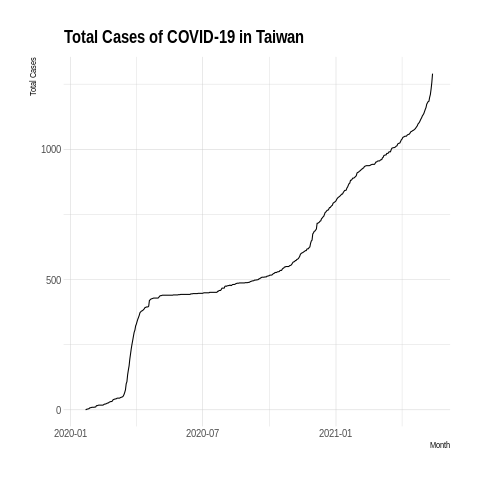 Total Cases of COVID-19 in Taiwan
Total Cases
1000
500
0
2020-01 2020-07 2021-01
Month